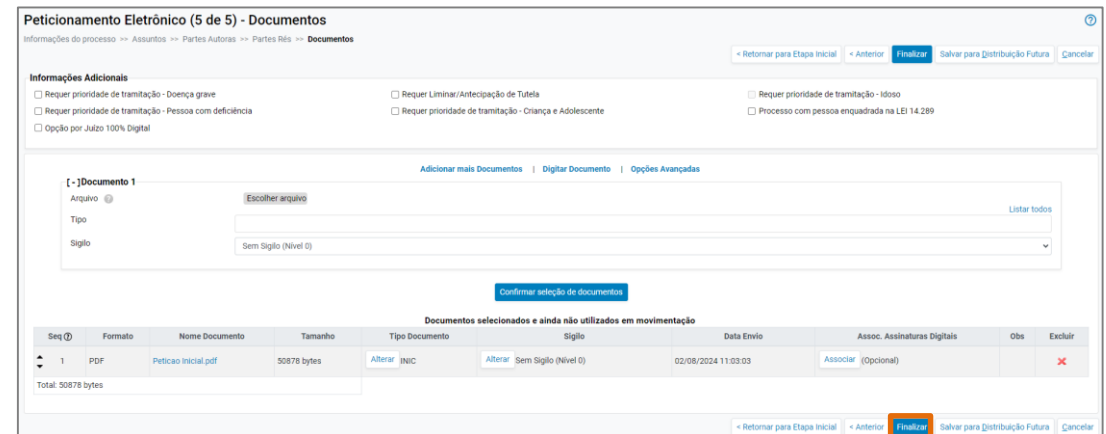 Peticionamento Eletrônico (5 de 5) - Documentos
Informações do processo >> Assuntos >> Partes Autoras >> Partes Rés >> Documentos
< Retornar para Etapa Inicial < Anterior Finalizar Salvar para Distribuição Futura Cancelar
Informações Adicionais
Requer prioridade de tramitação - Doença grave Requer Liminar/Antecipação de Tutela Requer prioridade de tramitação - Idoso
Requer prioridade de tramitação - Pessoa com deficiência Requer prioridade de tramitação - Criança e Adolescente Processo com pessoa enquadrada na LEI 14.289
Opção por Juízo 100% Digital
Adicionar mais Documentos | Digitar Documento | Opções Avançadas
[ - ]Documento 1
Arquivo ? Escolher arquivo
Listar todos
Tipo
Sigilo Sem Sigilo (Nível 0)
Confirmar seleção de documentos
Documentos selecionados e ainda não utilizados em movimentação
Seq ? Formato Nome Documento Tamanho Tipo Documento Sigilo Data Envio Assoc. Assinaturas Digitais Obs Excluir
1 PDF Peticao Inicial.pdf 50878 bytes Alterar INIC Alterar Sem Sigilo (Nível 0) 02/08/2024 11:03:03 Associar (Opcional)
Total: 50878 bytes
< Retornar para Etapa Inicial < Anterior Finalizar Salvar para Distribuição Futura Cancelar